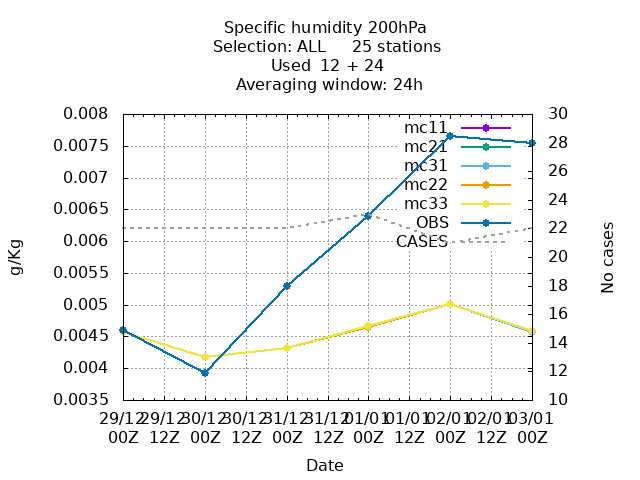 Specific humidity 200hPa
Selection: ALL 25 stations
Used 12 + 24
Averaging window: 24h
0.008
0.0075
0.007
0.0065
0.006
0.0055
0.005
0.0045
0.004
0.0035
g/Kg
mc11
mc21
mc31
mc22
mc33
OBS
CASES
30
28
26
24
22
20
18
16
14
12
10
No cases
29/12 29/12 30/12 30/12 31/12 31/12 01/01 01/01 02/01 02/01 03/01
00Z 12Z 00Z 12Z 00Z 12Z 00Z 12Z 00Z 12Z 00Z
Date